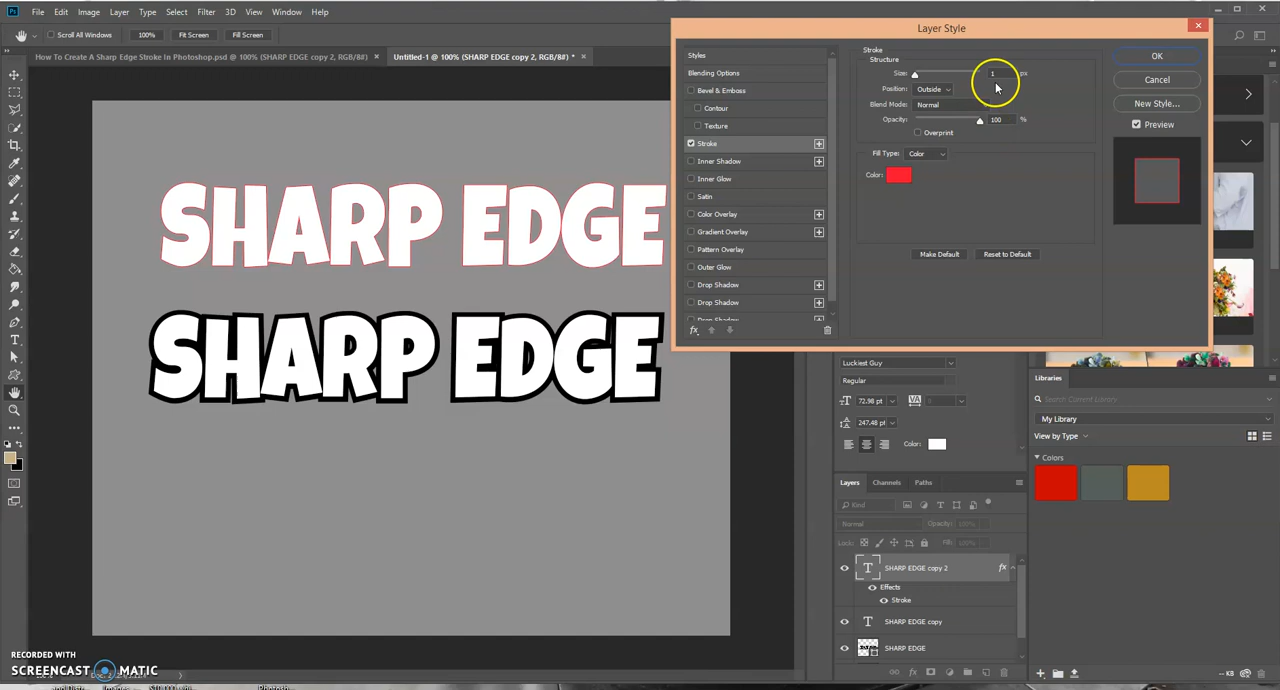 Ps File Edit Image Layer Type Select Filter 3D View Window Help
Scroll All Windows 100% Fit Screen Fill Screen
How To Create A Sharp Edge Stroke In Photoshop.psd @ 100% (SHARP EDGE copy 2, RGB/8#) Untitled-1 @ 100% (SHARP EDGE copy 2, RGB/8#) *
Layer Style
Styles
Blending Options
Bevel & Emboss
Contour
Texture
Stroke
Inner Shadow
Inner Glow
Satin
Color Overlay
Gradient Overlay
Pattern Overlay
Outer Glow
Drop Shadow
Drop Shadow
Drop Shadow
fx
Stroke
Structure
Size: 1 px
Position: Outside
Blend Mode: Normal
Opacity: 100 %
Overprint
Fill Type: Color
Color:
Make Default Reset to Default
OK
Cancel
New Style...
Preview
SHARP EDGE
SHARP EDGE
Luckiest Guy
Regular
72.98 pt
247.48 pt
Color:
Layers Channels Paths
Kind
Normal Opacity: 100%
Lock:
SHARP EDGE copy 2 fx
Effects
Stroke
SHARP EDGE copy
SHARP EDGE
Libraries
Search Current Library
My Library
View by Type
Colors
-- KB
RECORDED WITH
SCREENCAST MATIC